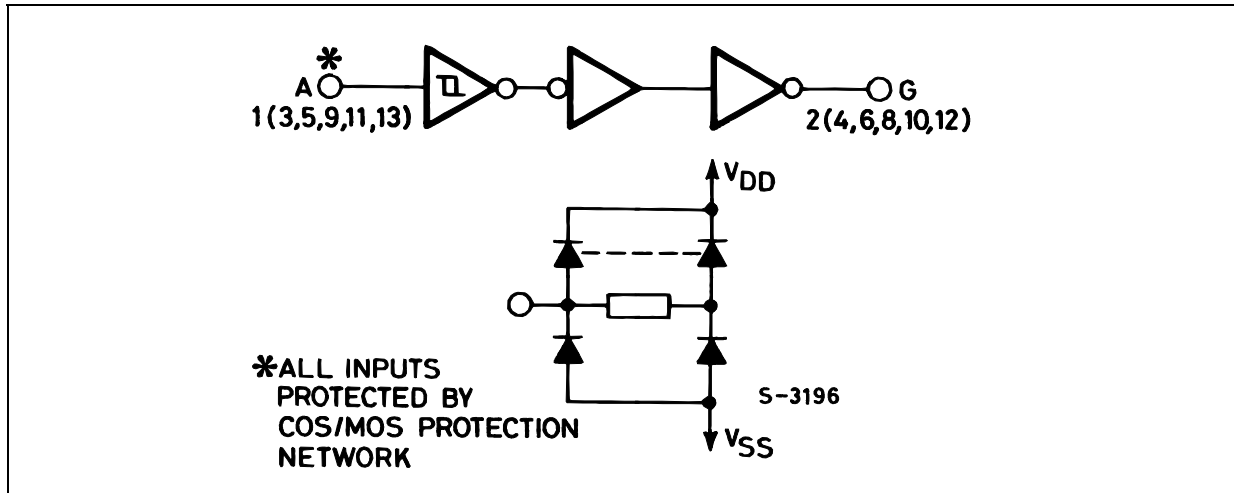 *
A
G
1(3,5,9,11,13)
2(4,6,8,10,12)
VDD
*ALL INPUTS
PROTECTED BY
COS/MOS PROTECTION
NETWORK
S-3196
VSS